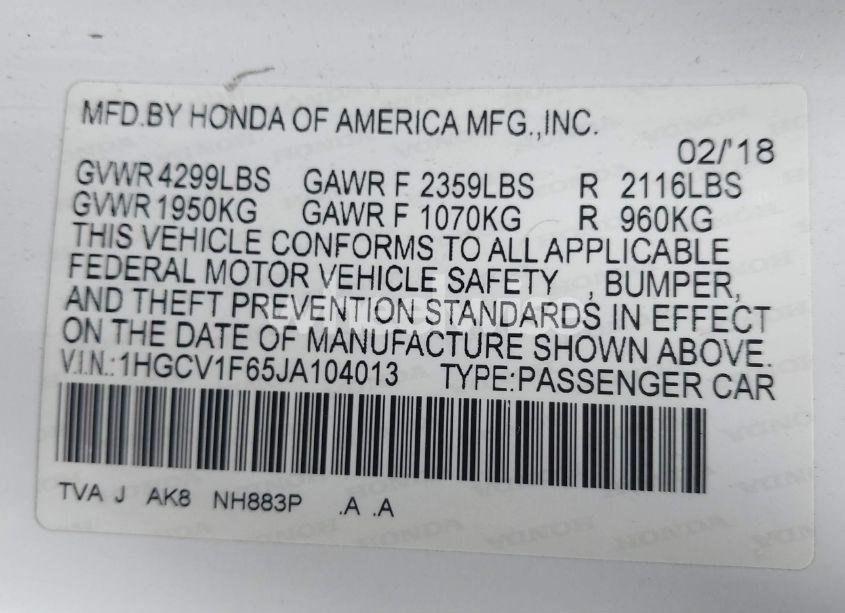 MFD.BY HONDA OF AMERICA MFG.,INC.
02/'18
GVWR 4299LBS GAWR F 2359LBS R 2116LBS
GVWR 1950KG GAWR F 1070KG R 960KG
THIS VEHICLE CONFORMS TO ALL APPLICABLE
FEDERAL MOTOR VEHICLE SAFETY , BUMPER,
AND THEFT PREVENTION STANDARDS IN EFFECT
ON THE DATE OF MANUFACTURE SHOWN ABOVE.
V.I.N.:1HGCV1F65JA104013 TYPE:PASSENGER CAR
TVA J AK8 NH883P .A .A